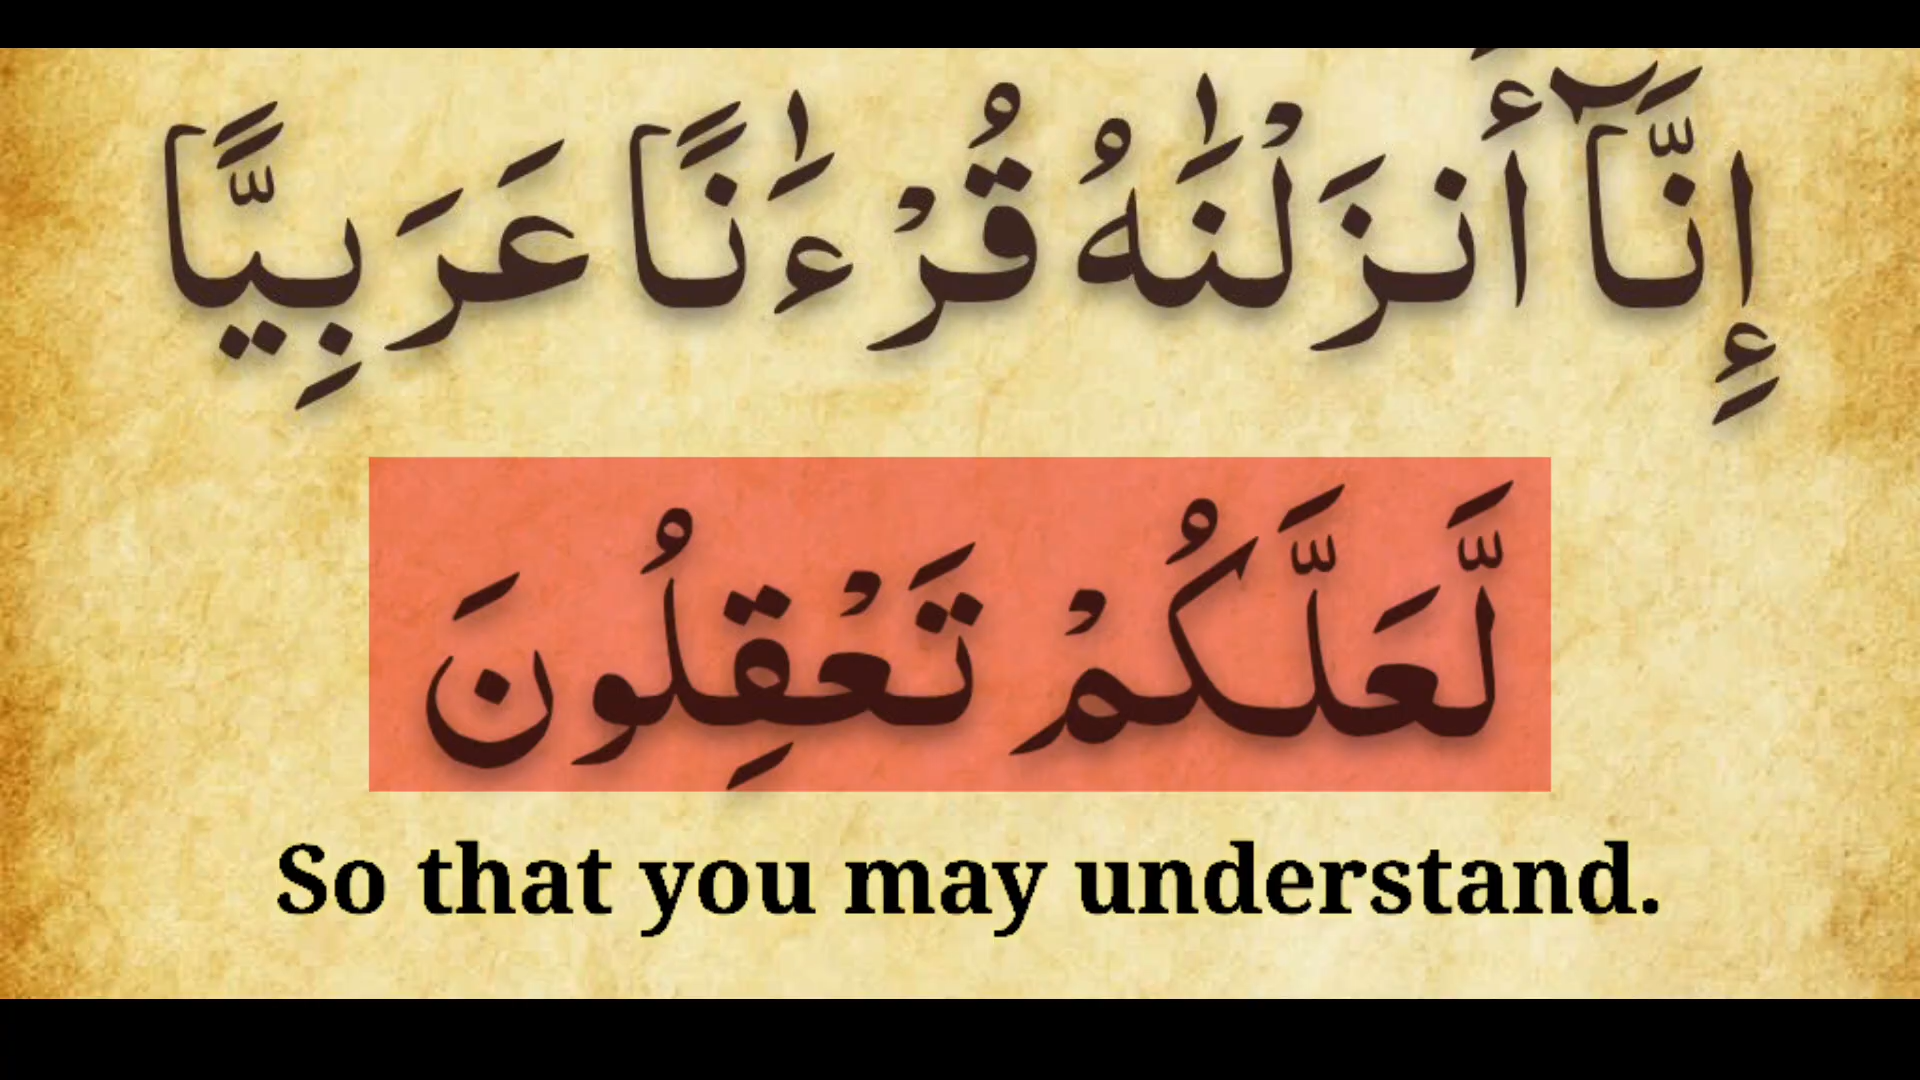 إِنَّآ أَنزَلْنَٰهُ قُرْءَٰنًا عَرَبِيًّا
لَّعَلَّكُمْ تَعْقِلُونَ
So that you may understand.